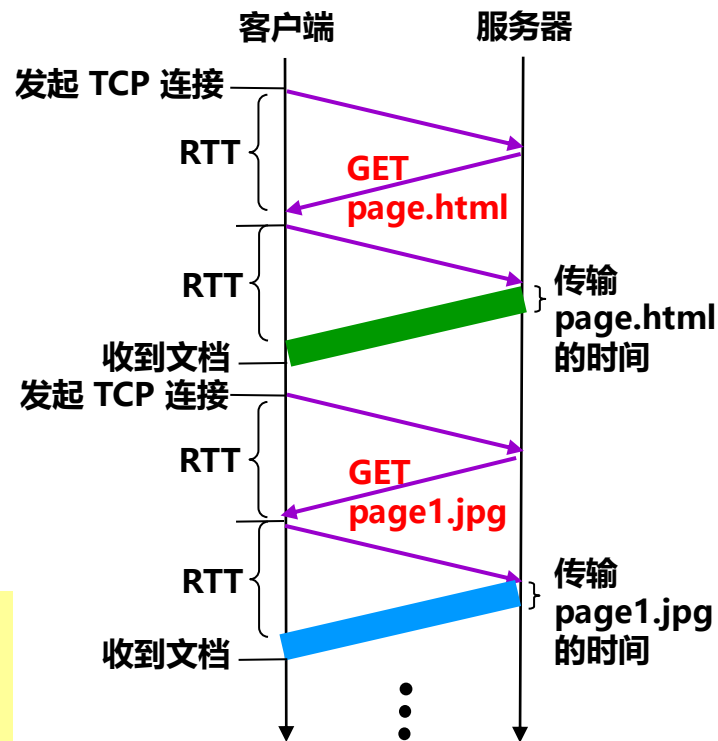 客户端 服务器
发起 TCP 连接
RTT
GET
page.html
RTT
传输
page.html
的时间
收到文档
发起 TCP 连接
RTT
GET
page1.jpg
RTT
传输
page1.jpg
的时间
收到文档